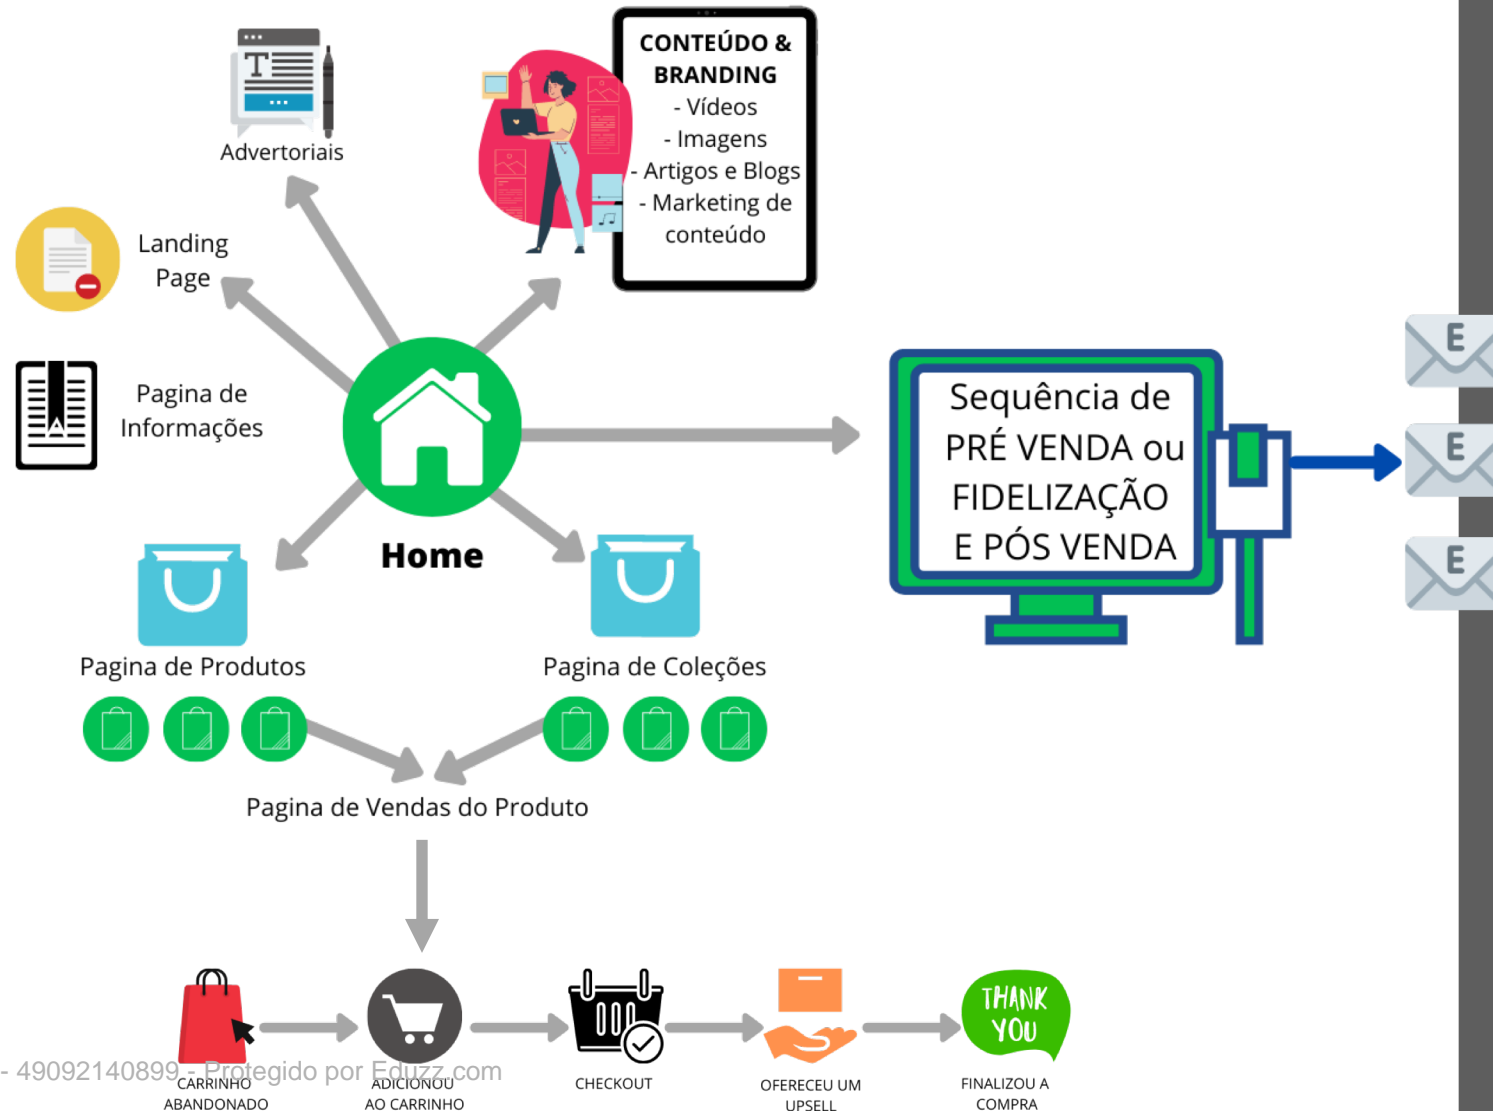 CONTEÚDO &
BRANDING
- Vídeos
- Imagens
- Artigos e Blogs
- Marketing de
conteúdo
T
Advertoriais
Landing
Page
Pagina de
Informações
Home
Sequência de
PRÉ VENDA ou
FIDELIZAÇÃO
E PÓS VENDA
E
E
E
Pagina de Produtos
Pagina de Coleções
Pagina de Vendas do Produto
THANK
YOU
- 49092140899 - Protegido por Eduzz.com
CARRINHO
ABANDONADO
ADICIONOU
AO CARRINHO
CHECKOUT
OFERECEU UM
UPSELL
FINALIZOU A
COMPRA